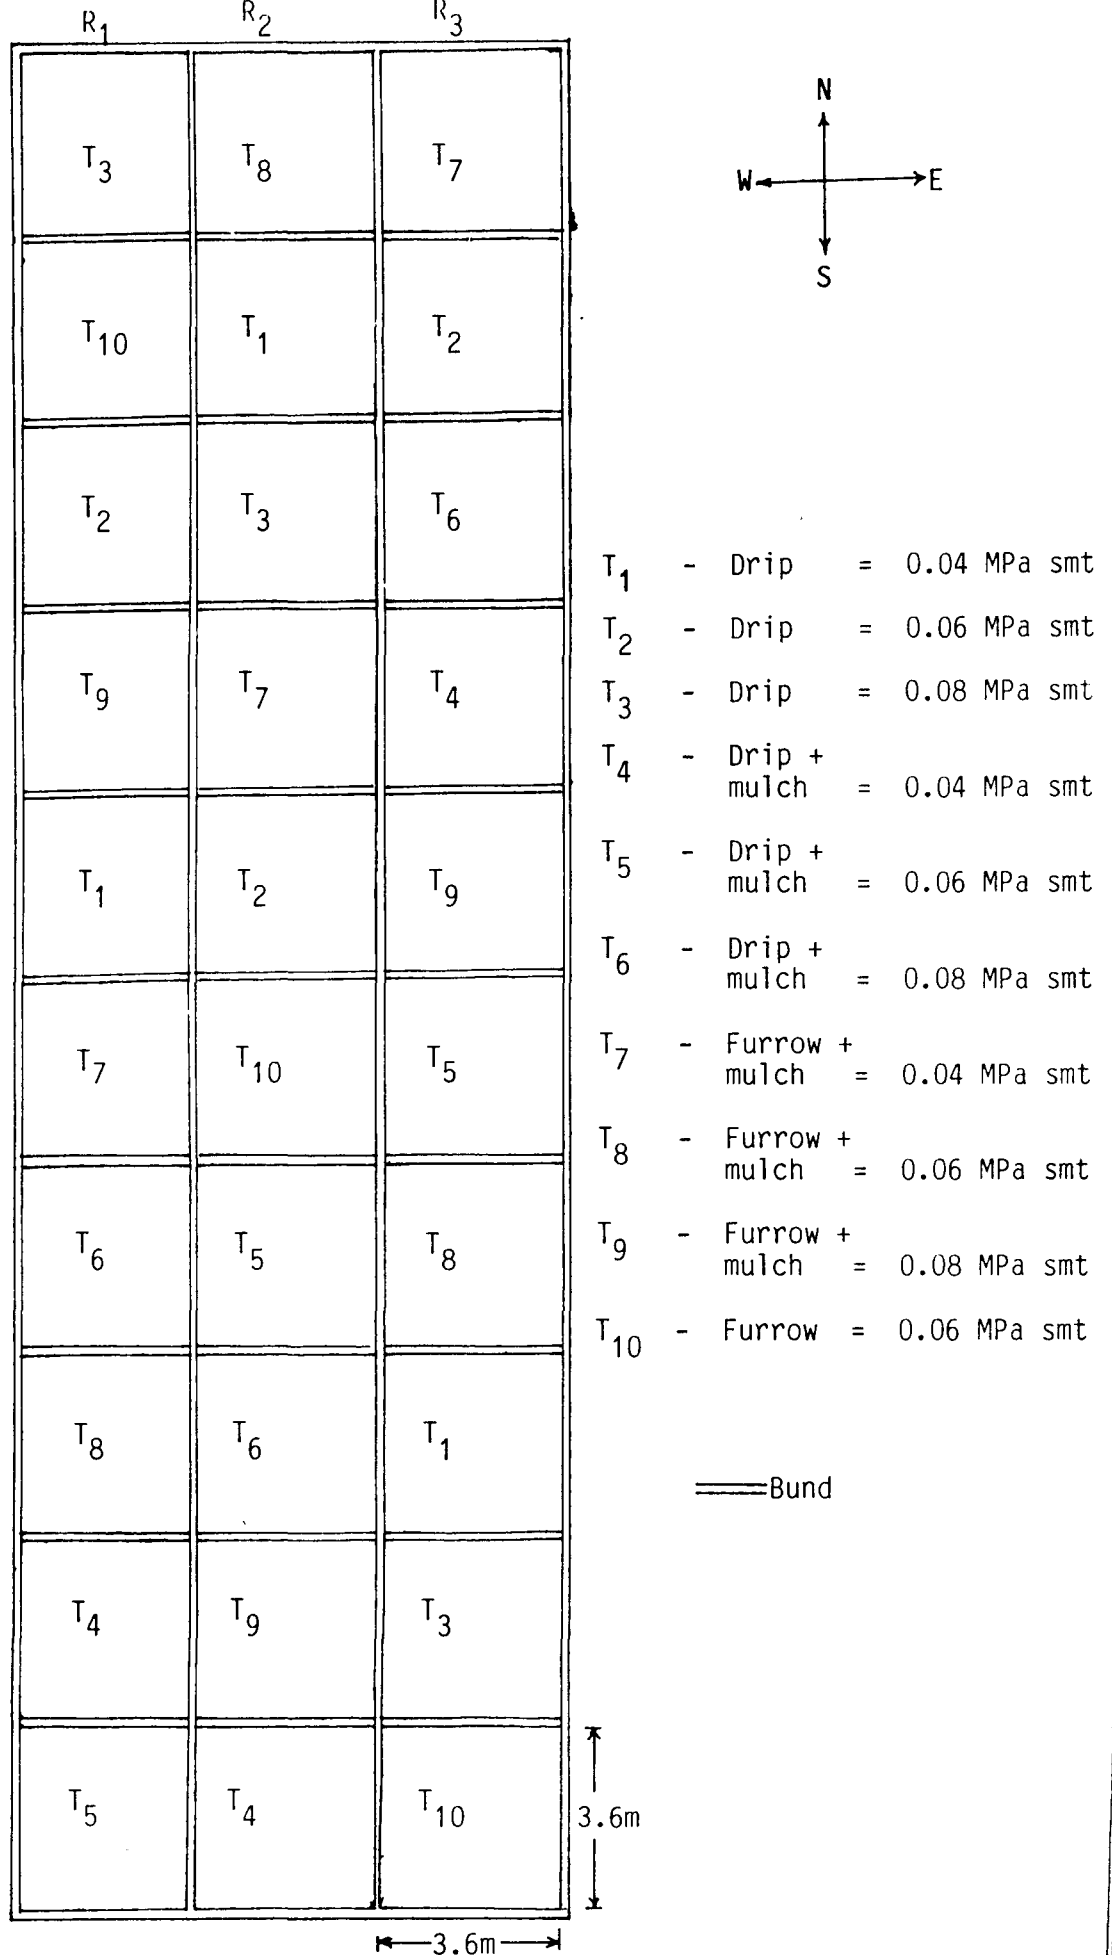 R1 R2 R3
T3 T8 T7
T10 T1 T2
T2 T3 T6
T9 T7 T4
T1 T2 T9
T7 T10 T5
T6 T5 T8
T8 T6 T1
T4 T9 T3
T5 T4 T10
3.6m
3.6m
N
W E
S
T1 - Drip = 0.04 MPa smt
T2 - Drip = 0.06 MPa smt
T3 - Drip = 0.08 MPa smt
T4 - Drip +
mulch = 0.04 MPa smt
T5 - Drip +
mulch = 0.06 MPa smt
T6 - Drip +
mulch = 0.08 MPa smt
T7 - Furrow +
mulch = 0.04 MPa smt
T8 - Furrow +
mulch = 0.06 MPa smt
T9 - Furrow +
mulch = 0.08 MPa smt
T10 - Furrow = 0.06 MPa smt
Bund